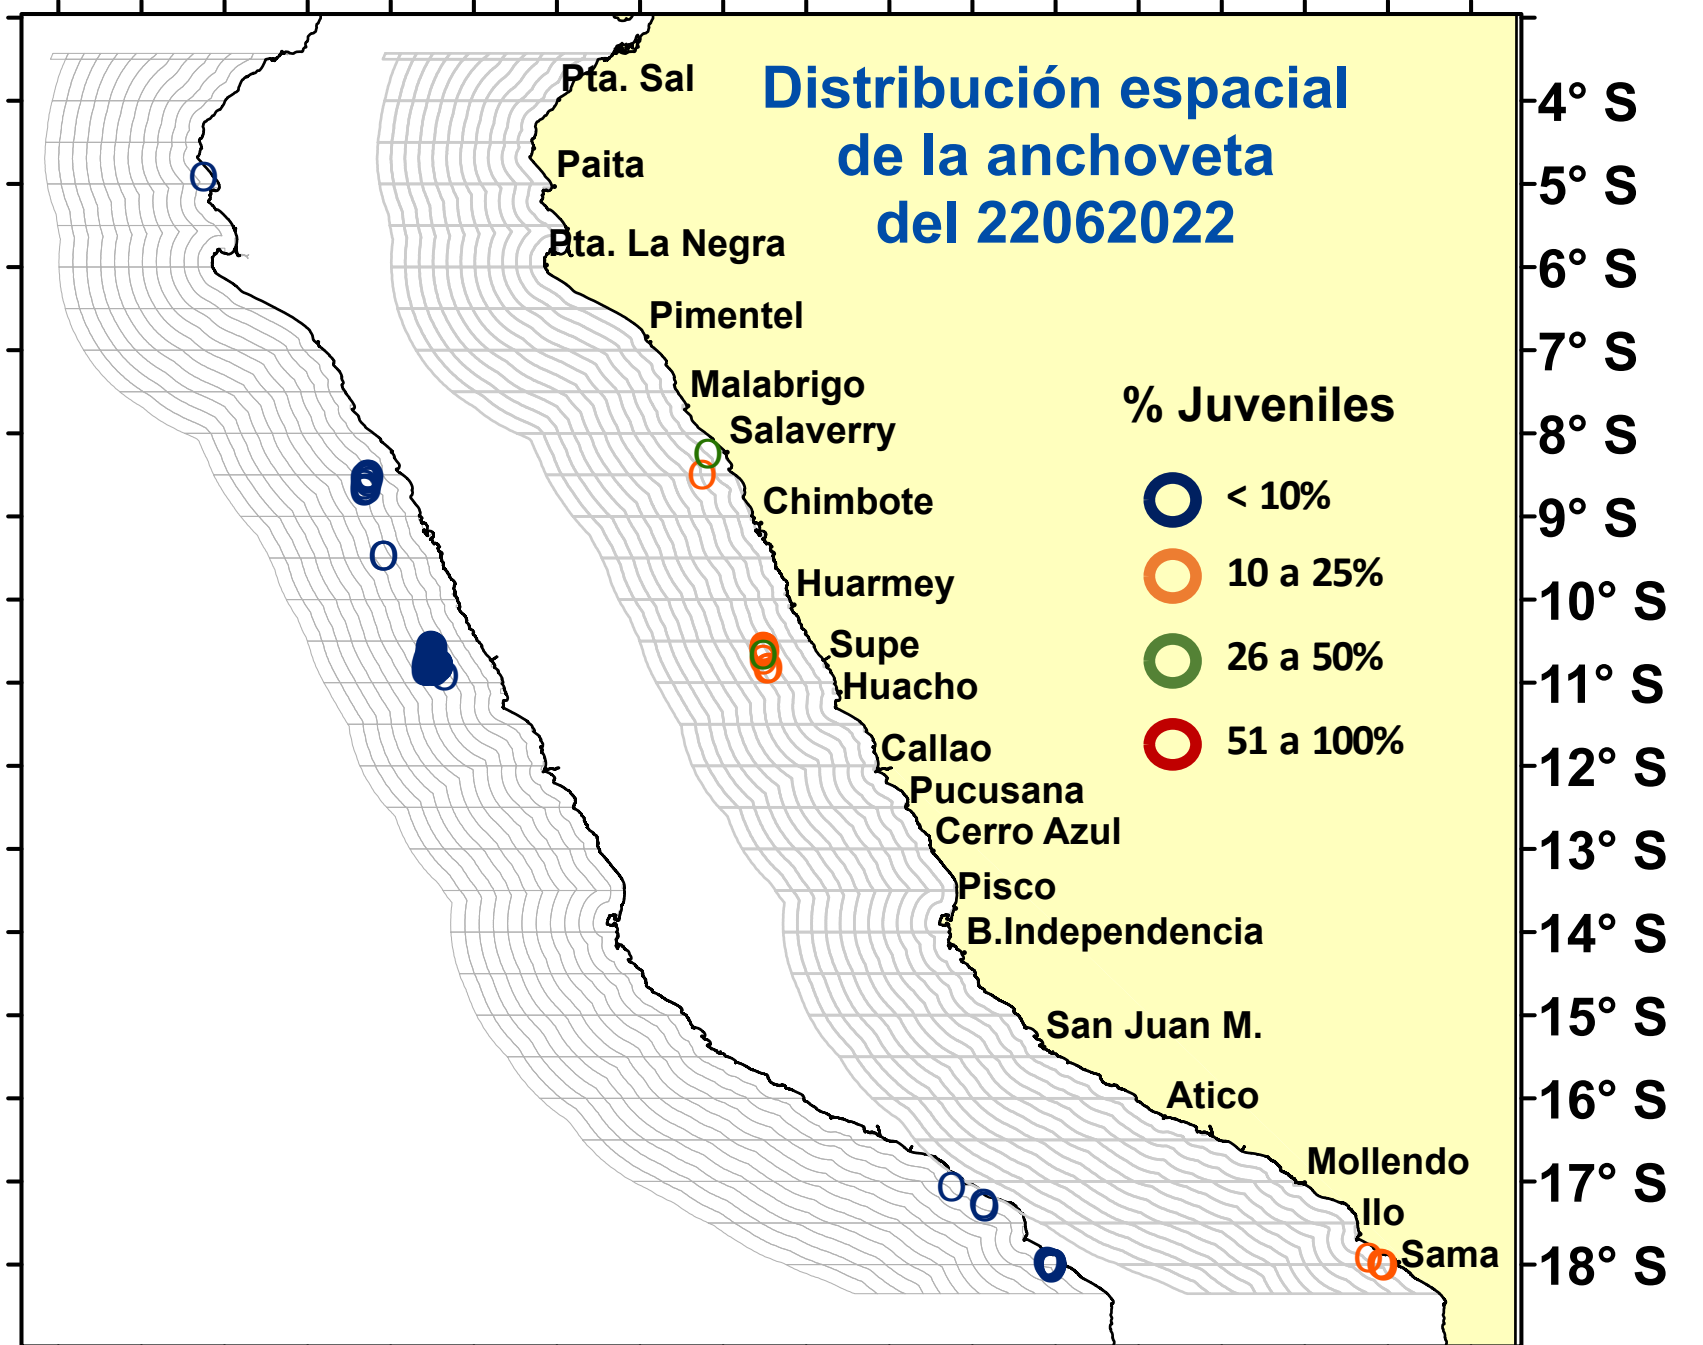 Distribución espacial
de la anchoveta
del 22062022
Pta. Sal
Paita
Pta. La Negra
Pimentel
Malabrigo
Salaverry
Chimbote
Huarmey
Supe
Huacho
Callao
Pucusana
Cerro Azul
Pisco
B.Independencia
San Juan M.
Atico
Mollendo
Ilo
Sama
% Juveniles
< 10%
10 a 25%
26 a 50%
51 a 100%
4° S
5° S
6° S
7° S
8° S
9° S
10° S
11° S
12° S
13° S
14° S
15° S
16° S
17° S
18° S